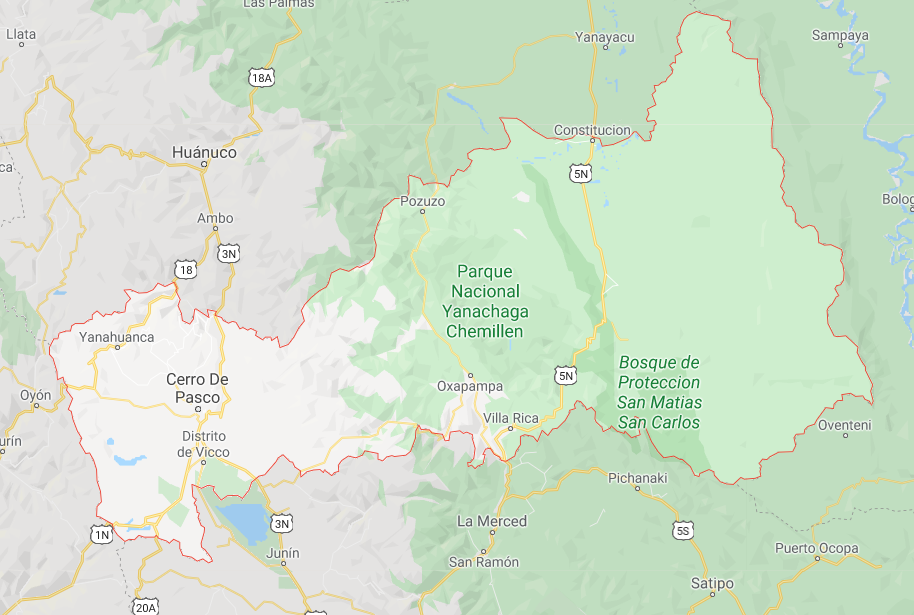 Las Palmas
Llata
Yanayacu
Sampaya
18A
Constitucion
Huánuco
ca
5N
Pozuzo
Bolog
Ambo
3N
18
Parque
Nacional
Yanachaga
Chemillen
Yanahuanca
Bosque de
Proteccion
San Matias
San Carlos
5N
Cerro De
Pasco
Oxapampa
Oyón
Villa Rica
Oventeni
urín
Distrito
de Vicco
Pichanaki
La Merced
3N
1N
5S
Junín
San Ramón
Puerto Ocopa
Satipo
20A